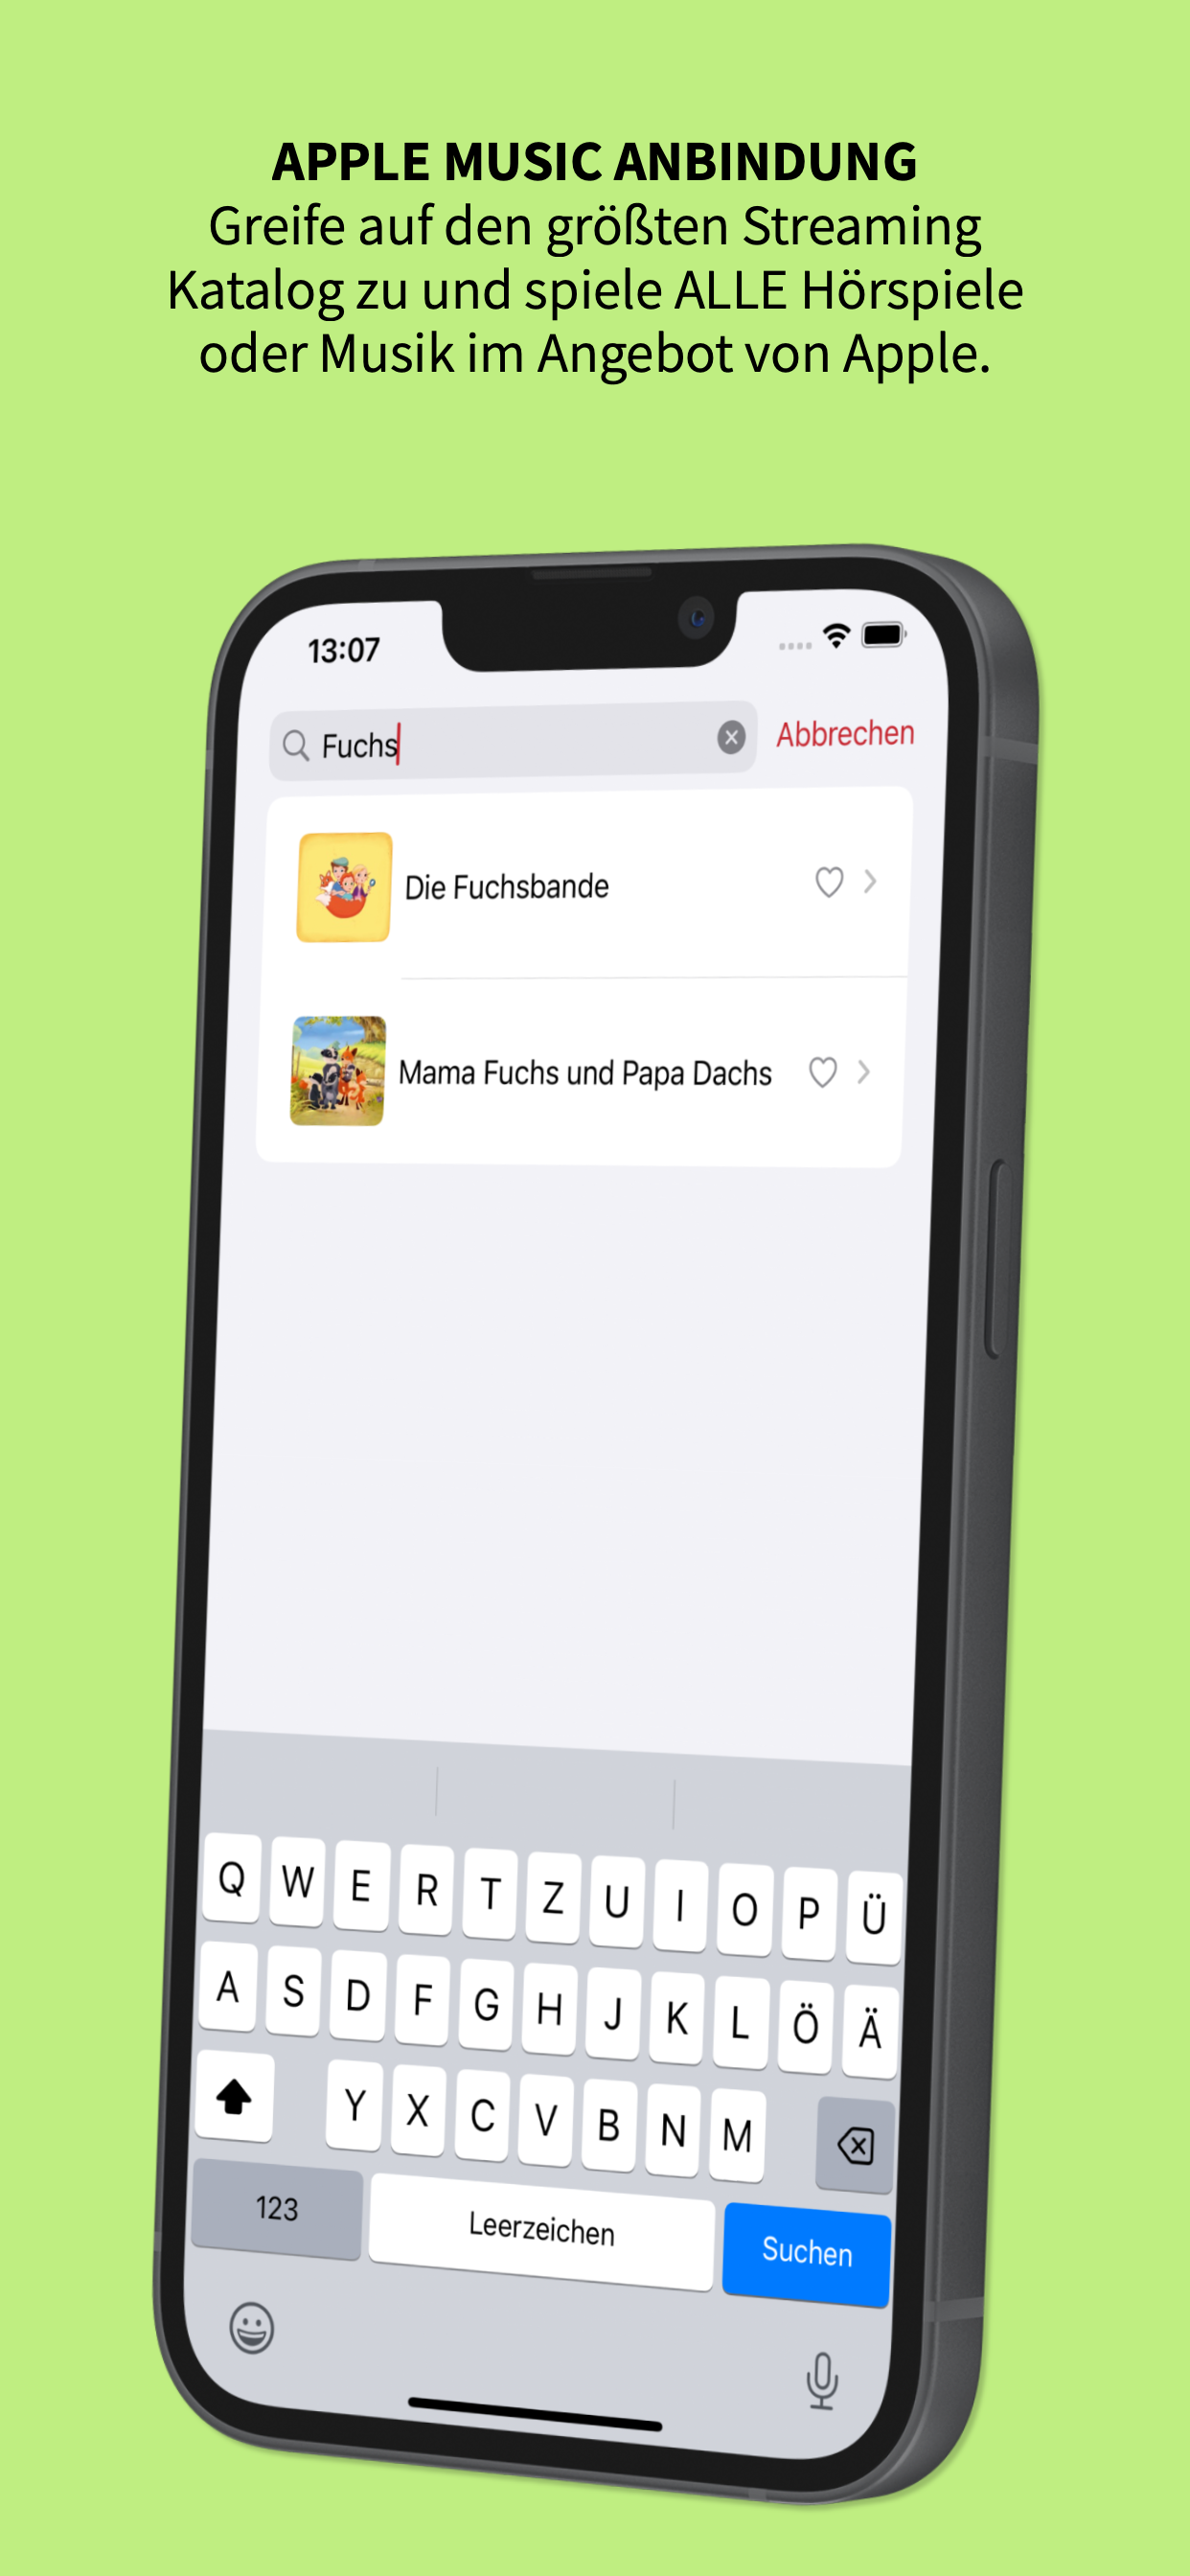 APPLE MUSIC ANBINDUNG
Greife auf den größten Streaming
Katalog zu und spiele ALLE Hörspiele
oder Musik im Angebot von Apple.
13:07
Fuchs
Abbrechen
Die Fuchsbande
Mama Fuchs und Papa Dachs
Q W E R T Z U I O P Ü
A S D F G H J K L Ö Ä
Y X C V B N M
123 Leerzeichen Suchen